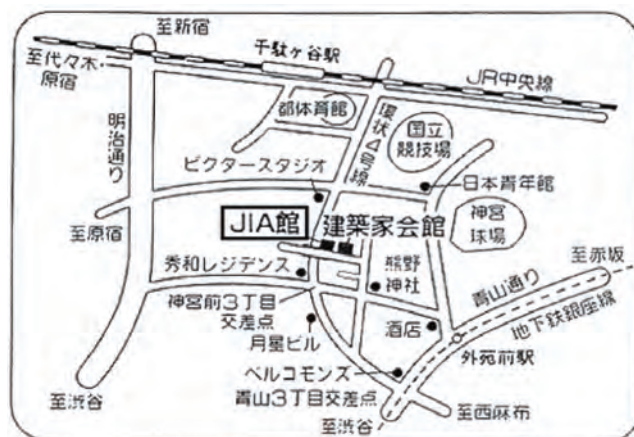 至新宿
千駄ヶ谷駅
至代々木・
原宿
JR中央線
都体育館
環状4号線
国立
競技場
明治通り
ビクタースタジオ
日本青年館
JIA館
建築家会館
神宮
球場
至原宿
至赤坂
秀和レジデンス
熊野
神社
青山通り
神宮前3丁目
交差点
地下鉄銀座線
月星ビル
酒店
外苑前駅
ベルコモンズ
青山3丁目交差点
至渋谷
至西麻布
至渋谷